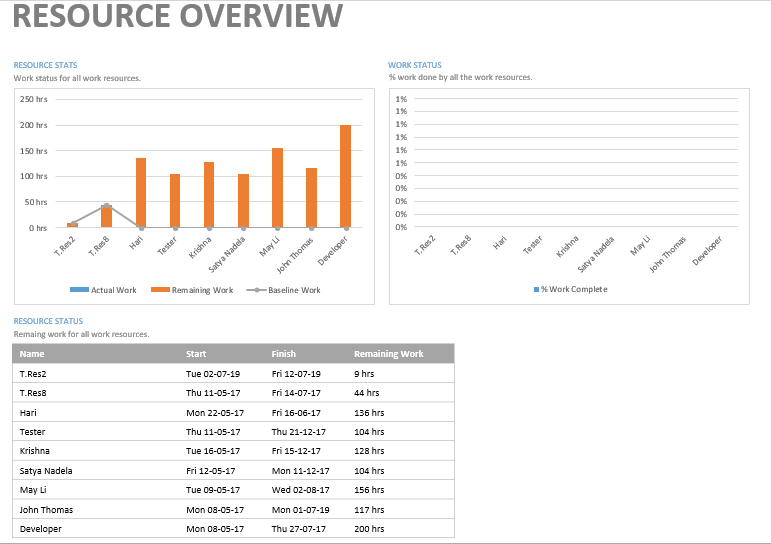 RESOURCE OVERVIEW
RESOURCE STATS
Work status for all work resources.
250 hrs
200 hrs
150 hrs
100 hrs
50 hrs
0 hrs
T.Res2
T.Res8
Hari
Tester
Krishna
Satya Nadela
May Li
John Thomas
Developer
Actual Work
Remaining Work
Baseline Work
WORK STATUS
% work done by all the work resources.
1%
1%
1%
1%
1%
1%
0%
0%
0%
0%
0%
T.Res2
T.Res8
Hari
Tester
Krishna
Satya Nadela
May Li
John Thomas
Developer
% Work Complete
RESOURCE STATUS
Remaing work for all work resources.
Name Start Finish Remaining Work
T.Res2 Tue 02-07-19 Fri 12-07-19 9 hrs
T.Res8 Thu 11-05-17 Fri 14-07-17 44 hrs
Hari Mon 22-05-17 Fri 16-06-17 136 hrs
Tester Thu 11-05-17 Thu 21-12-17 104 hrs
Krishna Tue 16-05-17 Fri 15-12-17 128 hrs
Satya Nadela Fri 12-05-17 Mon 11-12-17 104 hrs
May Li Tue 09-05-17 Wed 02-08-17 156 hrs
John Thomas Mon 08-05-17 Mon 01-07-19 117 hrs
Developer Mon 08-05-17 Thu 27-07-17 200 hrs